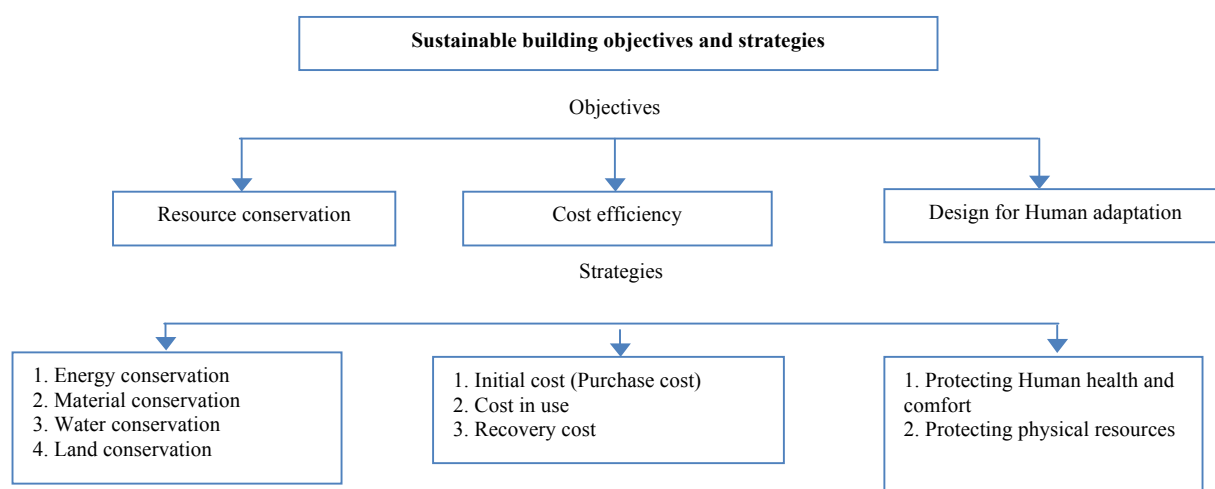 Sustainable building objectives and strategies
Objectives
Resource conservation
Cost efficiency
Design for Human adaptation
Strategies
1. Energy conservation
2. Material conservation
3. Water conservation
4. Land conservation
1. Initial cost (Purchase cost)
2. Cost in use
3. Recovery cost
1. Protecting Human health and
comfort
2. Protecting physical resources